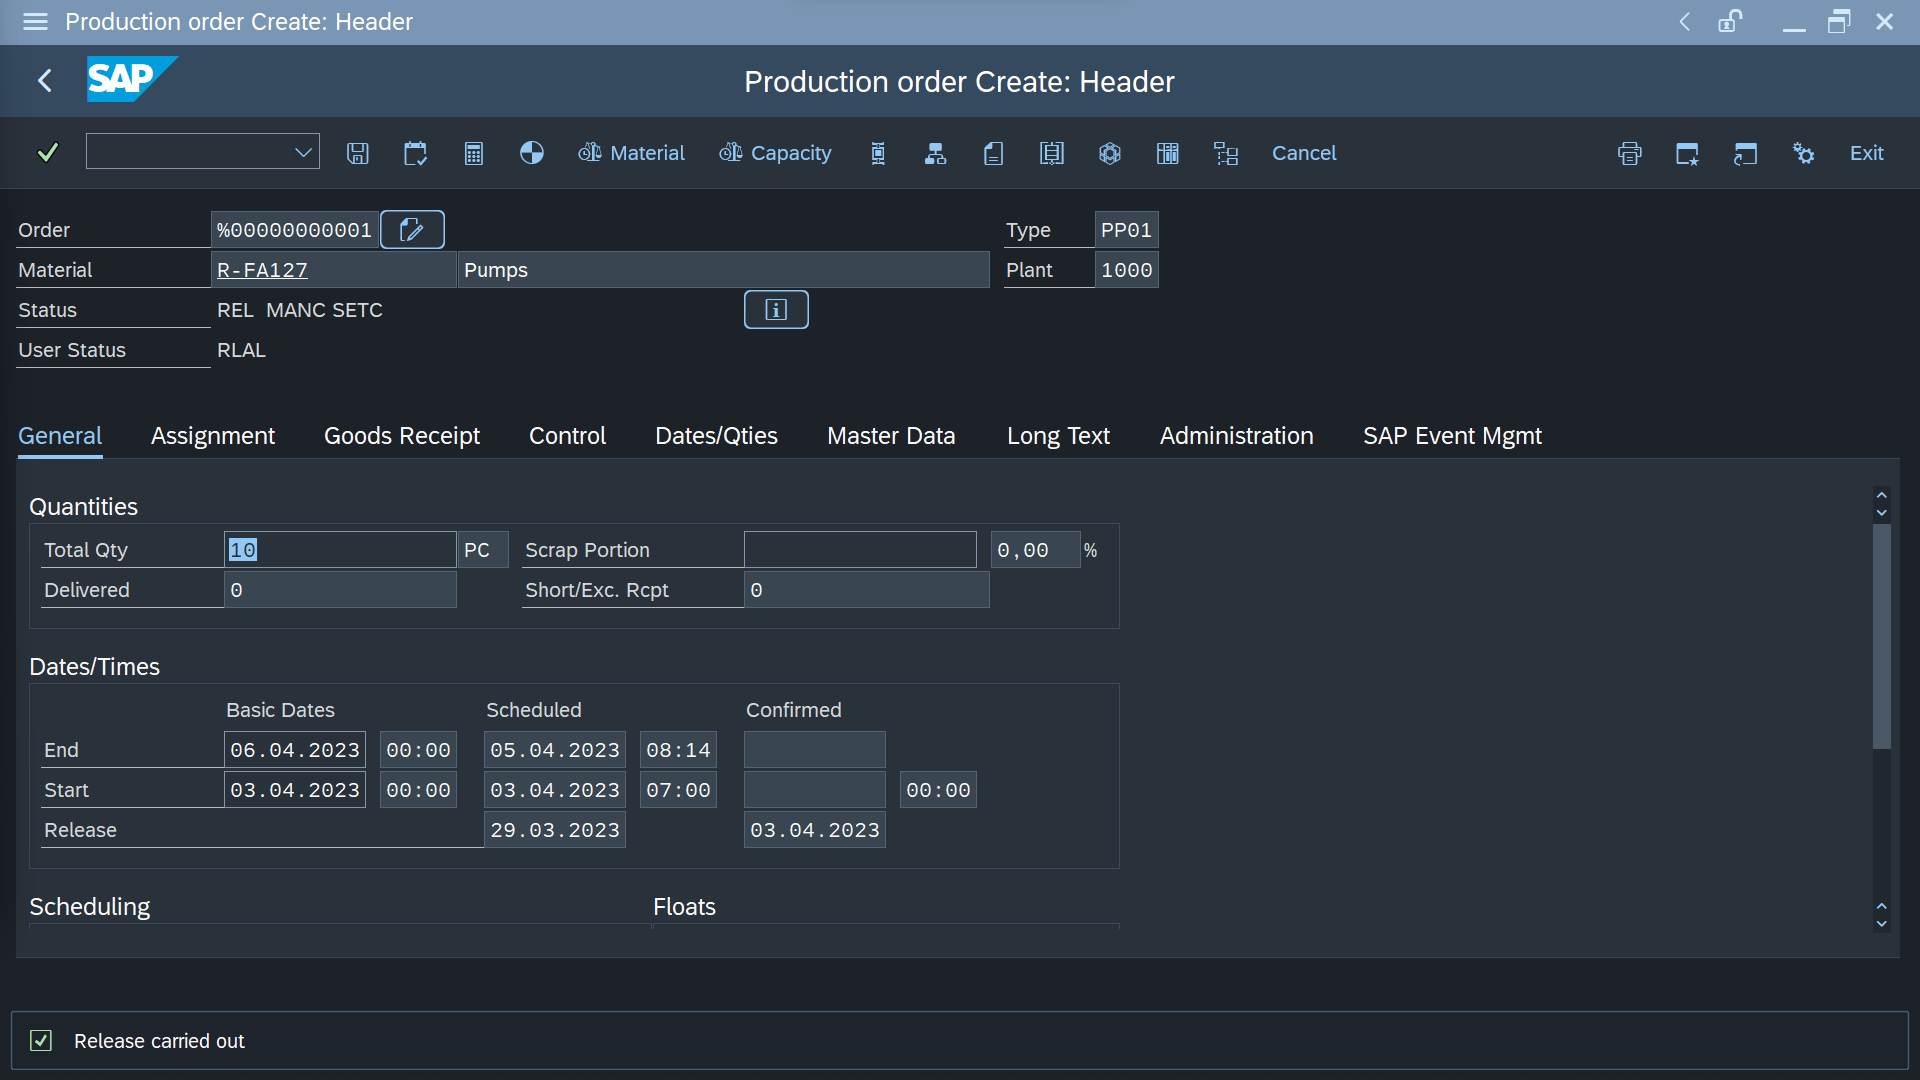 Production order Create: Header
SAP
Production order Create: Header
Material Capacity Cancel Exit
Order %00000000001 Type PP01
Material R-FA127 Pumps Plant 1000
Status REL MANC SETC
User Status RLAL
General Assignment Goods Receipt Control Dates/Qties Master Data Long Text Administration SAP Event Mgmt
Quantities
Total Qty 10 PC Scrap Portion 0,00 %
Delivered 0 Short/Exc. Rcpt 0
Dates/Times
Basic Dates Scheduled Confirmed
End 06.04.2023 00:00 05.04.2023 08:14
Start 03.04.2023 00:00 03.04.2023 07:00 00:00
Release 29.03.2023 03.04.2023
Scheduling Floats
Release carried out